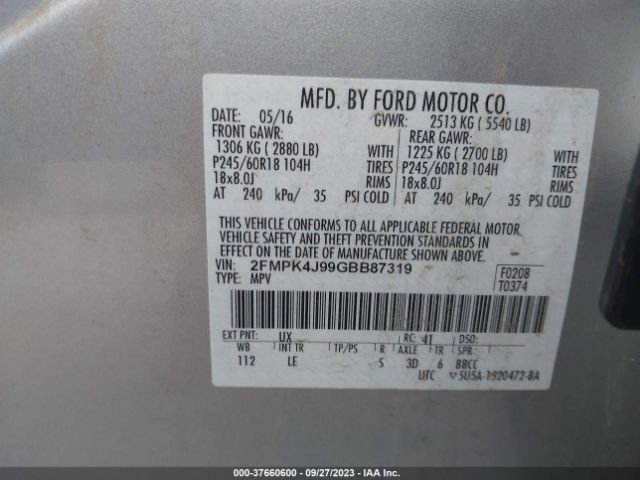 MFD. BY FORD MOTOR CO.
DATE: 05/16 GVWR: 2513 KG ( 5540 LB)
FRONT GAWR: REAR GAWR:
1306 KG ( 2880 LB) WITH 1225 KG ( 2700 LB) WITH
P245/60R18 104H TIRES P245/60R18 104H TIRES
18x8.0J RIMS 18x8.0J RIMS
AT 240 kPa/ 35 PSI COLD AT 240 kPa/ 35 PSI COLD
THIS VEHICLE CONFORMS TO ALL APPLICABLE FEDERAL MOTOR
VEHICLE SAFETY AND THEFT PREVENTION STANDARDS IN
EFFECT ON THE DATE OF MANUFACTURE SHOWN ABOVE.
VIN: 2FMPK4J99GBB87319 F0208
TYPE: MPV T0374
EXT PNT: UX RC: 41 DSO:
WB INT TR TP/PS R AXLE TR SPR
112 LE S 3D 6 BBCC
UTC 5USA-1520472-BA
000-37660600 - 09/27/2023 - IAA Inc.